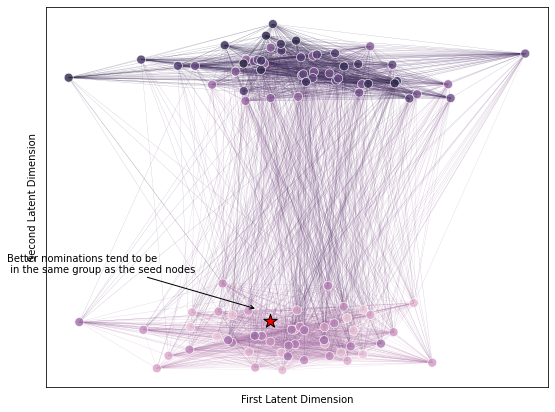 Second Latent Dimension
Better nominations tend to be
in the same group as the seed nodes
First Latent Dimension